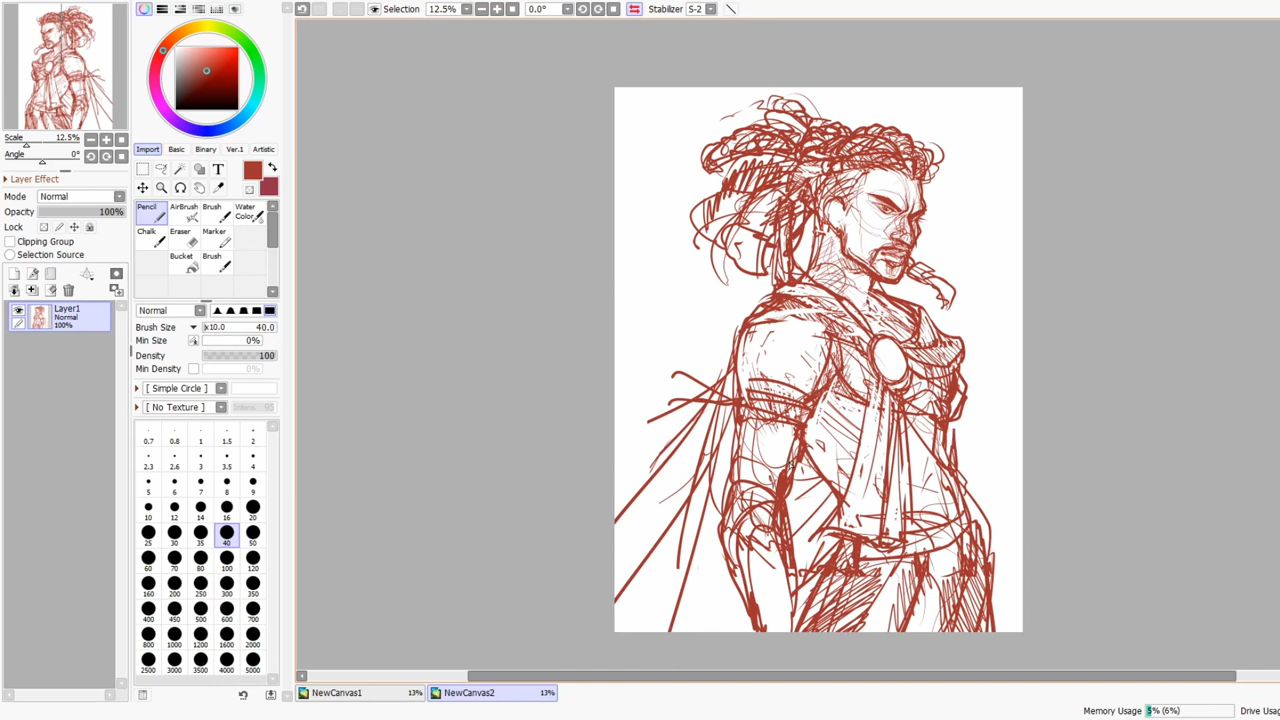 Selection 12.5% 0.0° Stabilizer S-2
Scale 12.5%
Angle 0°
Layer Effect
Mode Normal
Opacity 100%
Lock
Clipping Group
Selection Source
Layer1
Normal
100%
Import Basic Binary Ver.1 Artistic
T
Pencil AirBrush Brush Water Color
Chalk Eraser Marker
Bucket Brush
Normal
Brush Size x10.0 40.0
Min Size 0%
Density 100
Min Density 0%
[ Simple Circle ]
[ No Texture ] 95
0.7 0.8 1 1.5 2
2.3 2.6 3 3.5 4
5 6 7 8 9
10 12 14 16 20
25 30 35 40 50
60 70 80 100 120
160 200 250 300 350
400 450 500 600 700
800 1000 1200 1600 2000
2500 3000 3500 4000 5000
NewCanvas1 13% NewCanvas2 13%
Memory Usage 5% (6%) Drive Usag